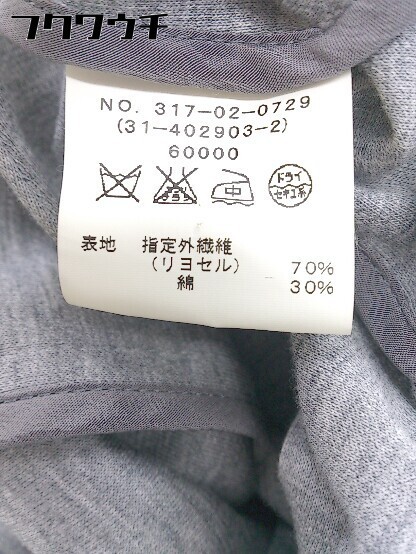 フクワウチ
NO. 317-02-0729
(31-402903-2)
60000
中 ドライ
セキユ系
表地 指定外繊維
(リヨセル) 70%
綿 30%